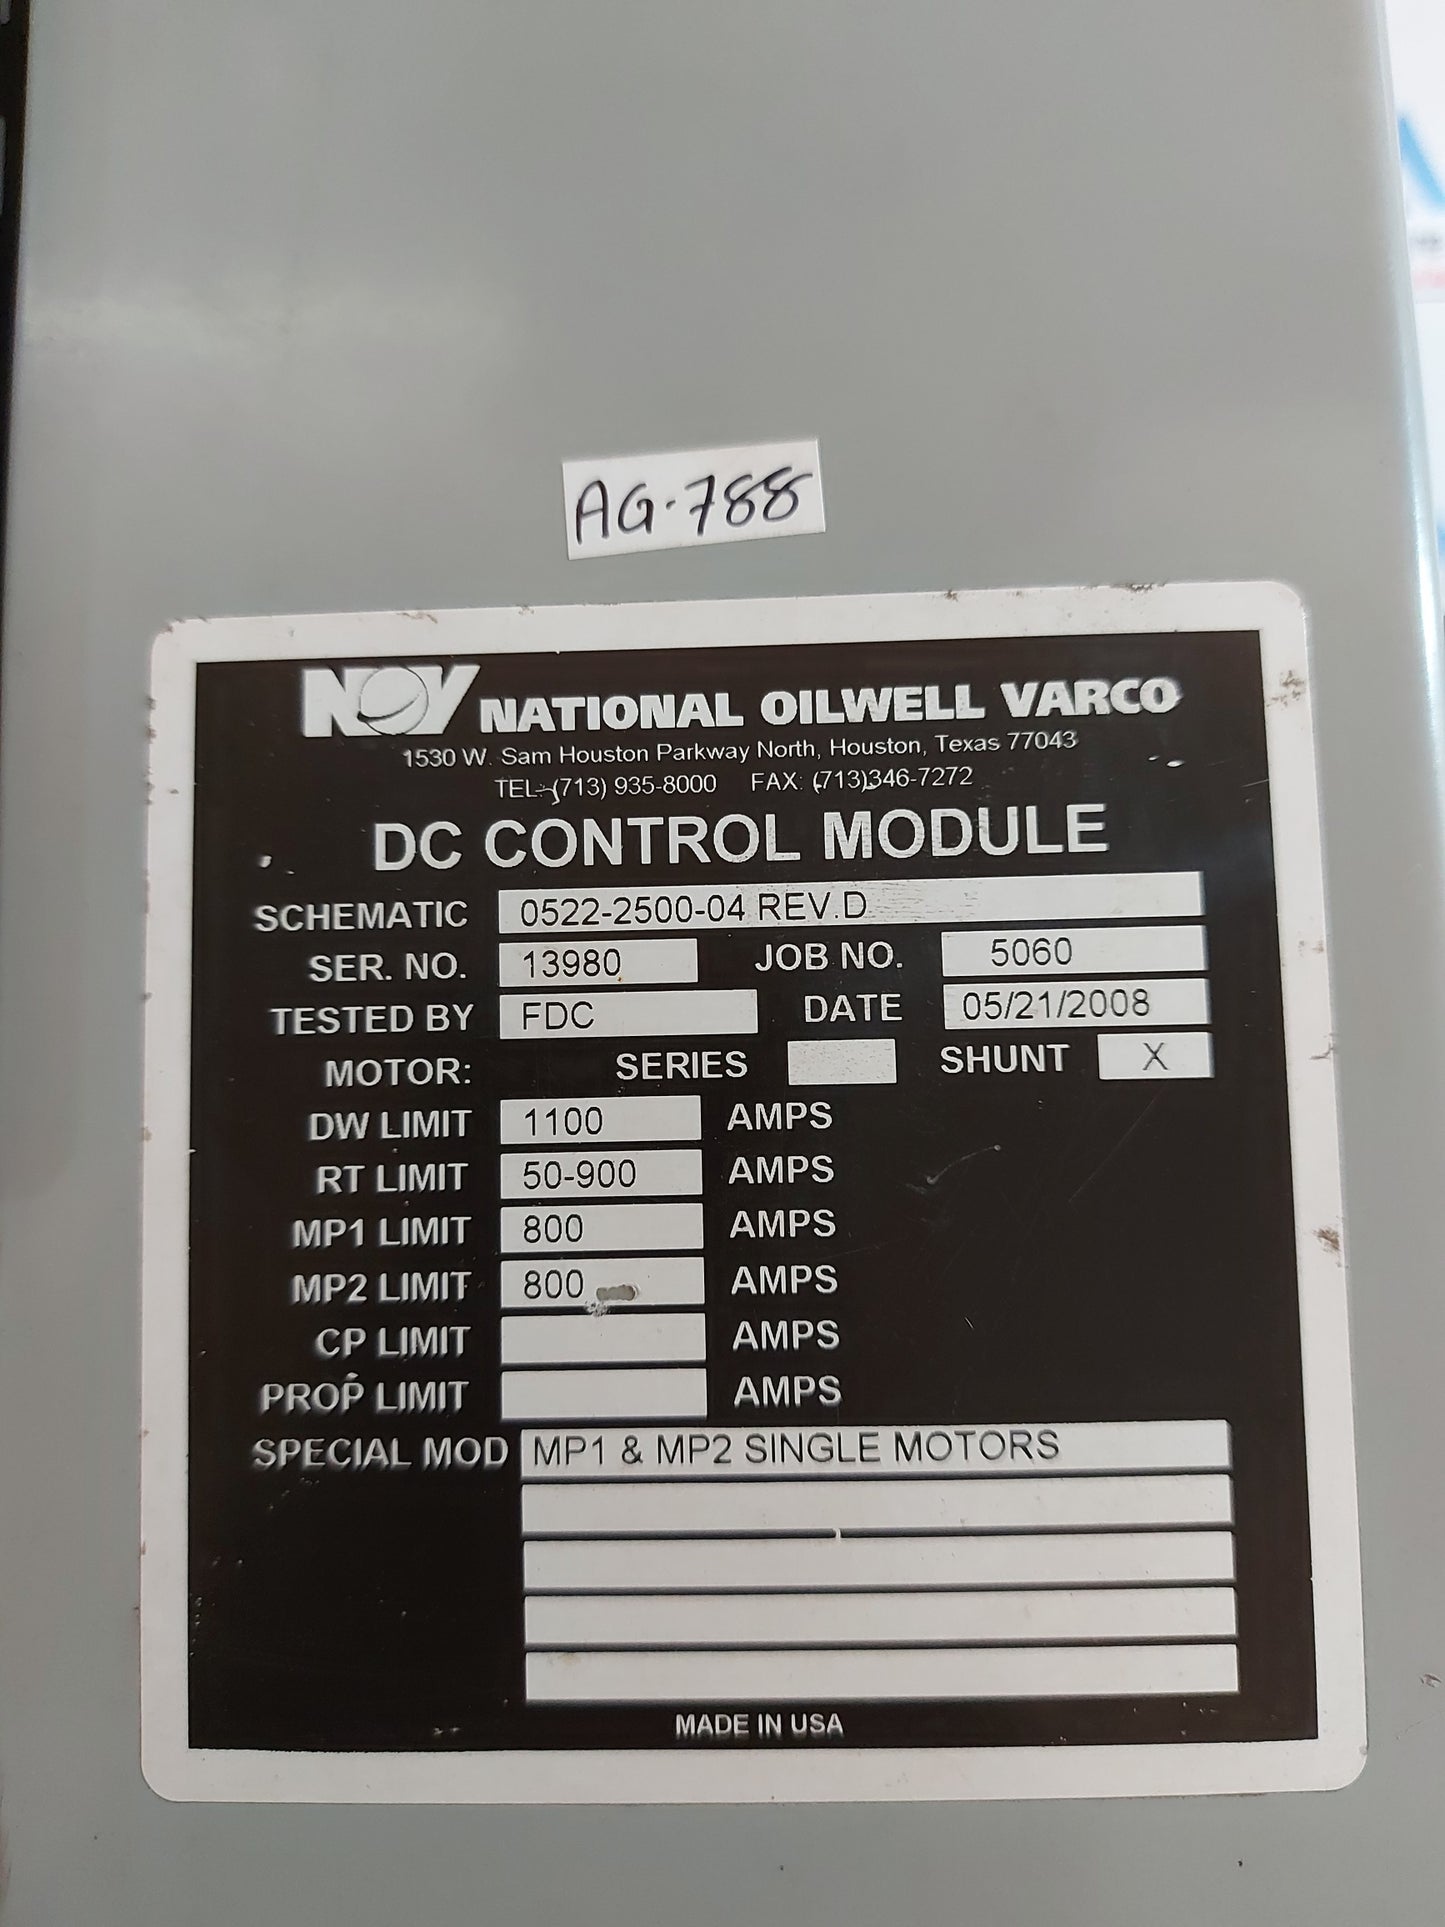 AG-788
NOV NATIONAL OILWELL VARCO
1530 W. Sam Houston Parkway North, Houston, Texas 77043
TEL: (713) 935-8000 FAX: (713)346-7272
DC CONTROL MODULE
SCHEMATIC 0522-2500-04 REV.D
SER. NO. 13980 JOB NO. 5060
TESTED BY FDC DATE 05/21/2008
MOTOR: SERIES SHUNT X
DW LIMIT 1100 AMPS
RT LIMIT 50-900 AMPS
MP1 LIMIT 800 AMPS
MP2 LIMIT 800 AMPS
CP LIMIT AMPS
PROP LIMIT AMPS
SPECIAL MOD MP1 & MP2 SINGLE MOTORS
MADE IN USA